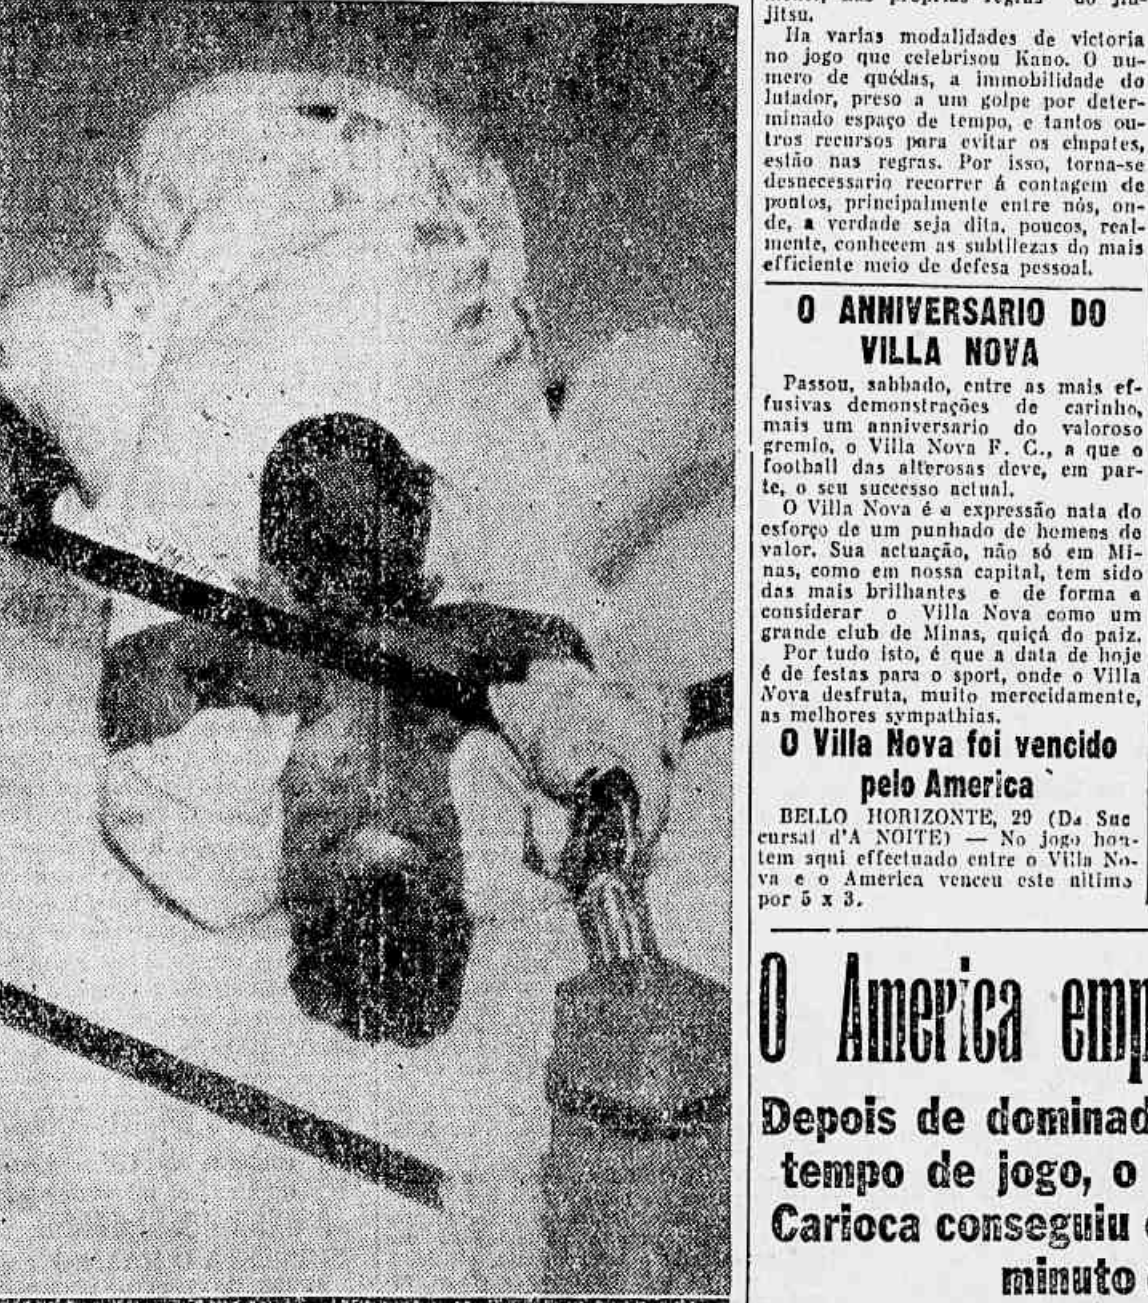 jitsu.
Ha varias modalidades de victoria
no jogo que celebrisou Kano. O nu-
mero de quédas, a immobilidade do
lutador, preso a um golpe por deter-
minado espaço de tempo, e tantos ou-
tros recursos para evitar os empates,
estão nas regras. Por isso, torna-se
desnecessario recorrer á contagem de
pontos, principalmente entre nós, on-
de, a verdade seja dita, poucos, real-
mente, conhecem as subtilezas do mais
efficiente meio de defesa pessoal.
O ANNIVERSARIO DO
VILLA NOVA
Passou, sabbado, entre as mais ef-
fusivas demonstrações de carinho,
mais um anniversario do valoroso
gremio, o Villa Nova F. C., a que o
football das alterosas deve, em par-
te, o seu successo actual.
O Villa Nova é a expressão nata do
esforço de um punhado de homens de
valor. Sua actuação, não só em Mi-
nas, como em nossa capital, tem sido
das mais brilhantes e de forma a
considerar o Villa Nova como um
grande club de Minas, quiçá do paiz.
Por tudo isto, é que a data de hoje
é de festas para o sport, onde o Villa
Nova desfruta, muito merecidamente,
as melhores sympathias.
O Villa Nova foi vencido
pelo America
BELLO HORIZONTE, 29 (Da Suc
cursal d'A NOITE) — No jogo hon-
tem aqui effectuado entre o Villa No-
va e o America venceu este ultimo
por 5 x 3.
O America emp
Depois de dominad
tempo de jogo, o
Carioca conseguiu
minuto